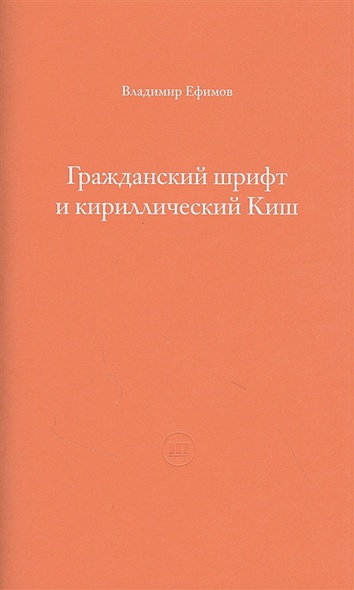 Владимир Ефимов
Гражданский шрифт
и кириллический Киш